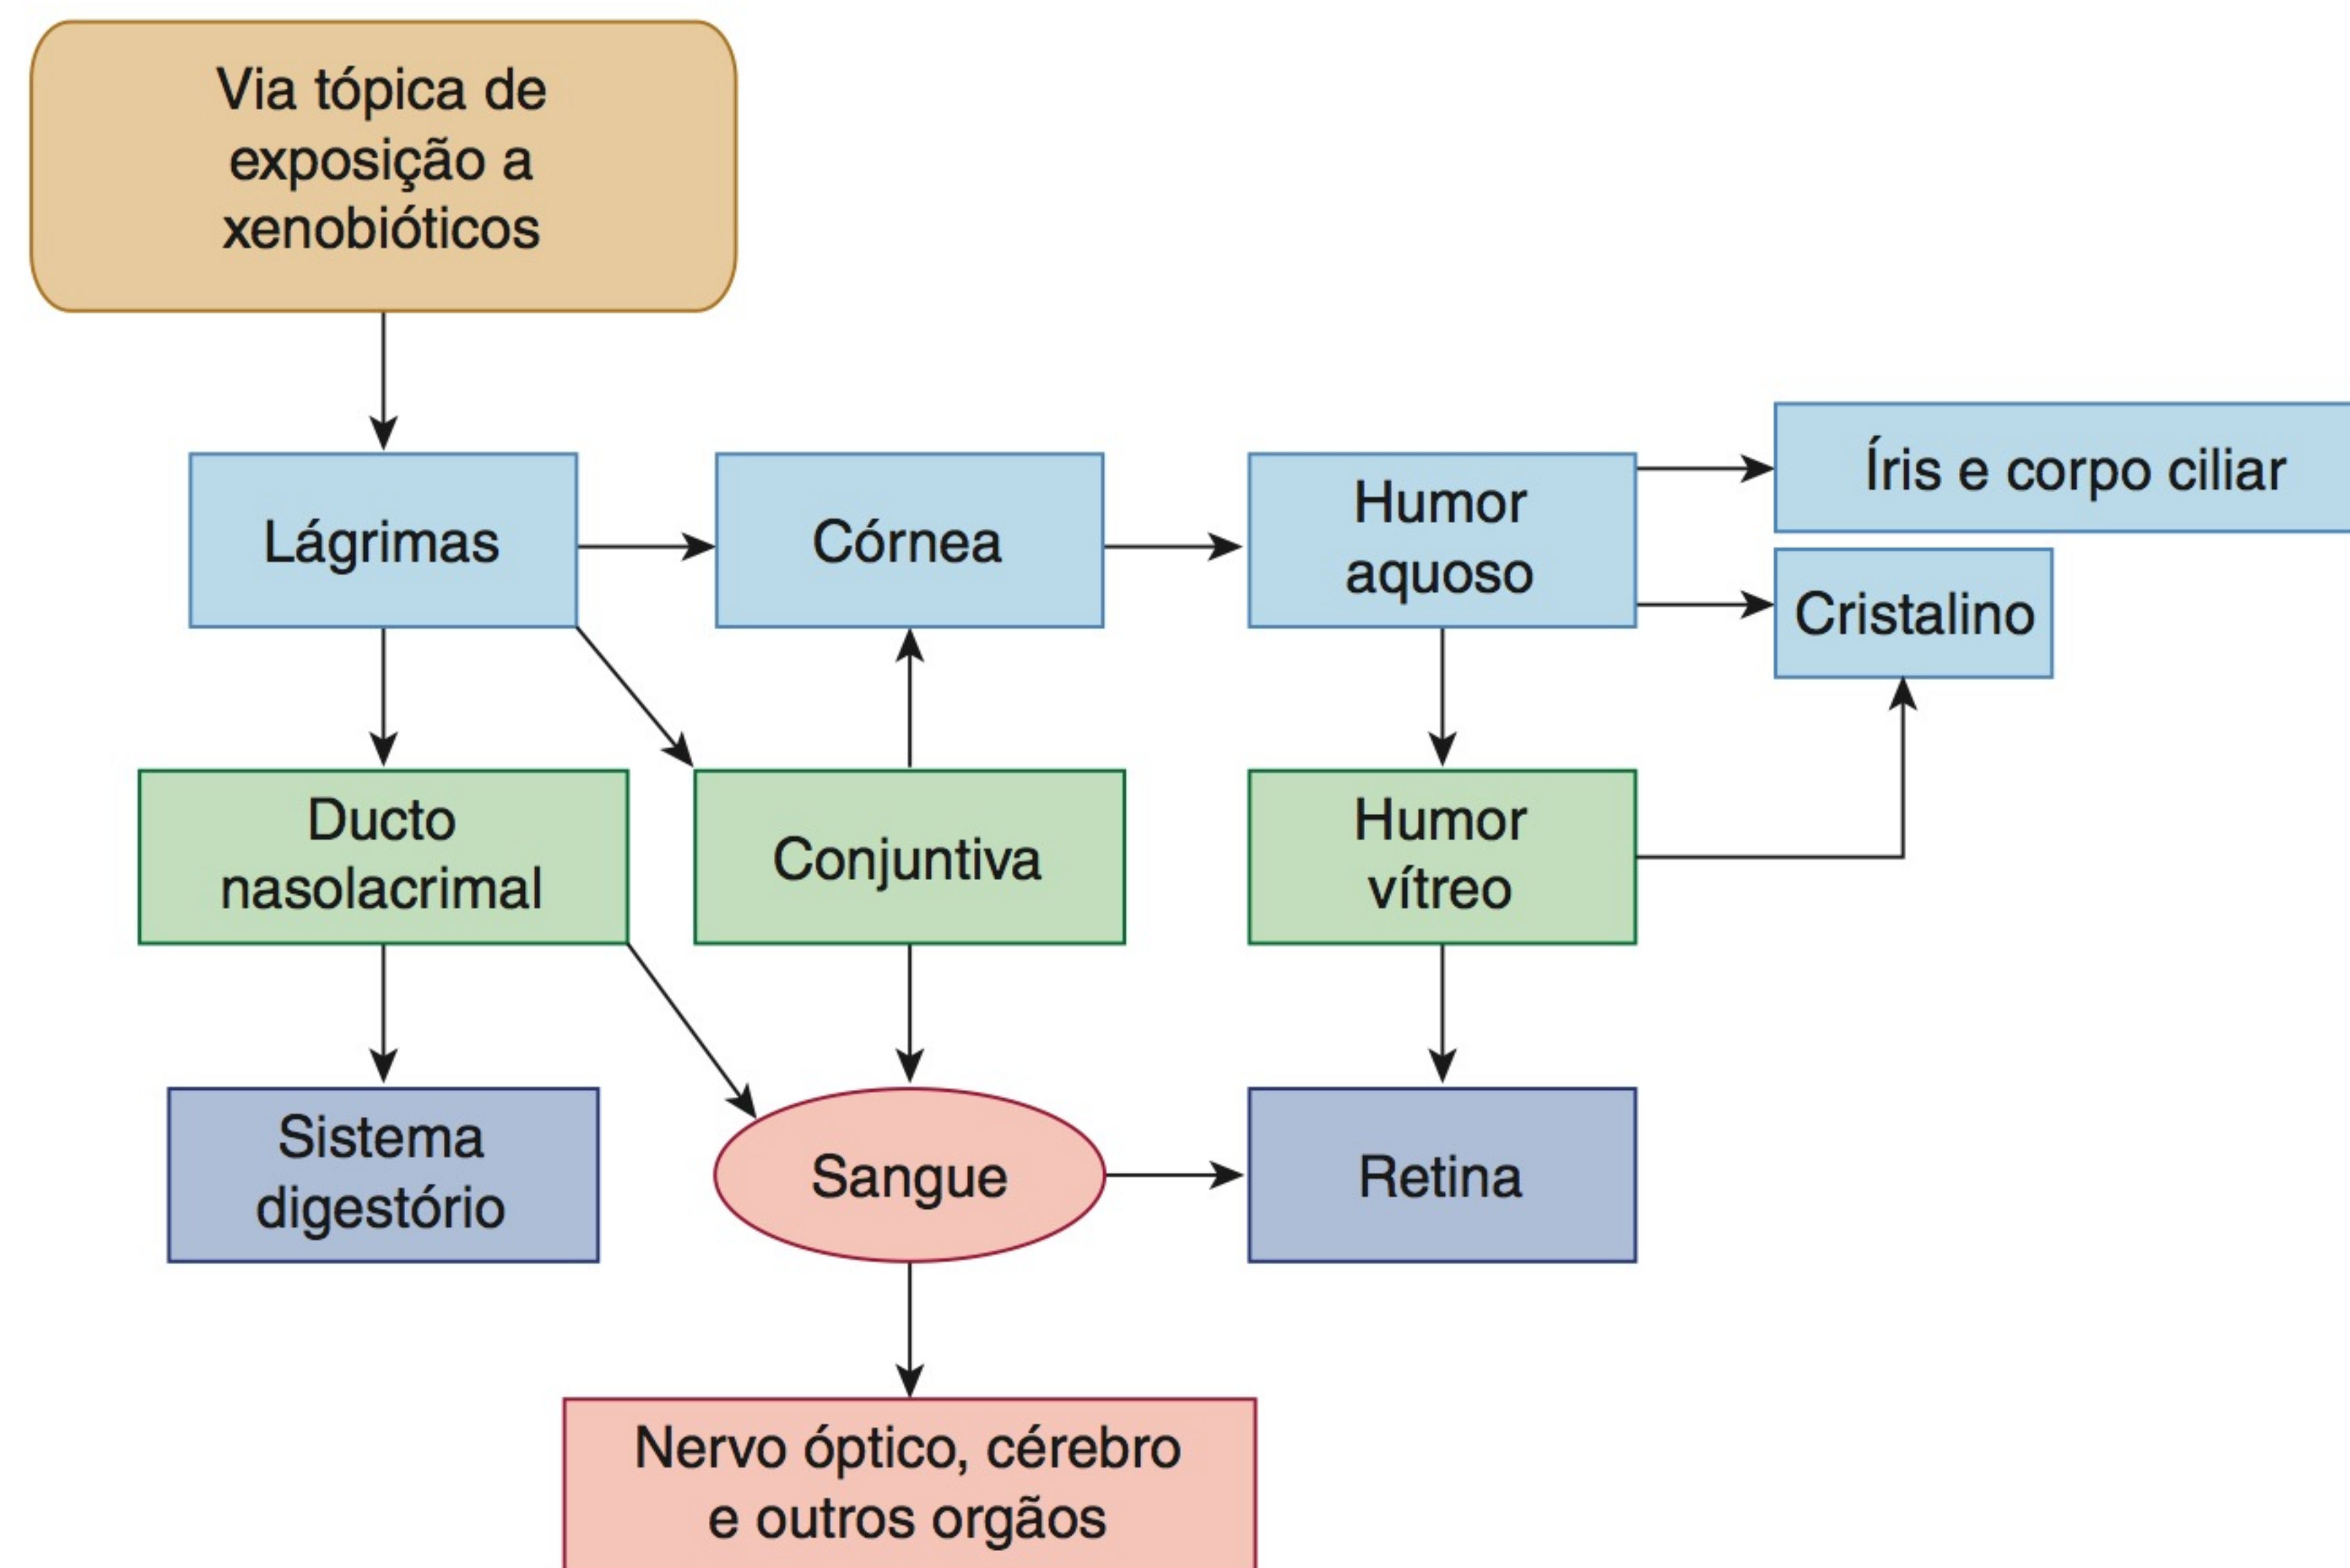 Via tópica de
exposição a
xenobióticos
Lágrimas
Córnea
Humor
aquoso
Íris e corpo ciliar
Cristalino
Ducto
nasolacrimal
Conjuntiva
Humor
vítreo
Sistema
digestório
Sangue
Retina
Nervo óptico, cérebro
e outros orgãos